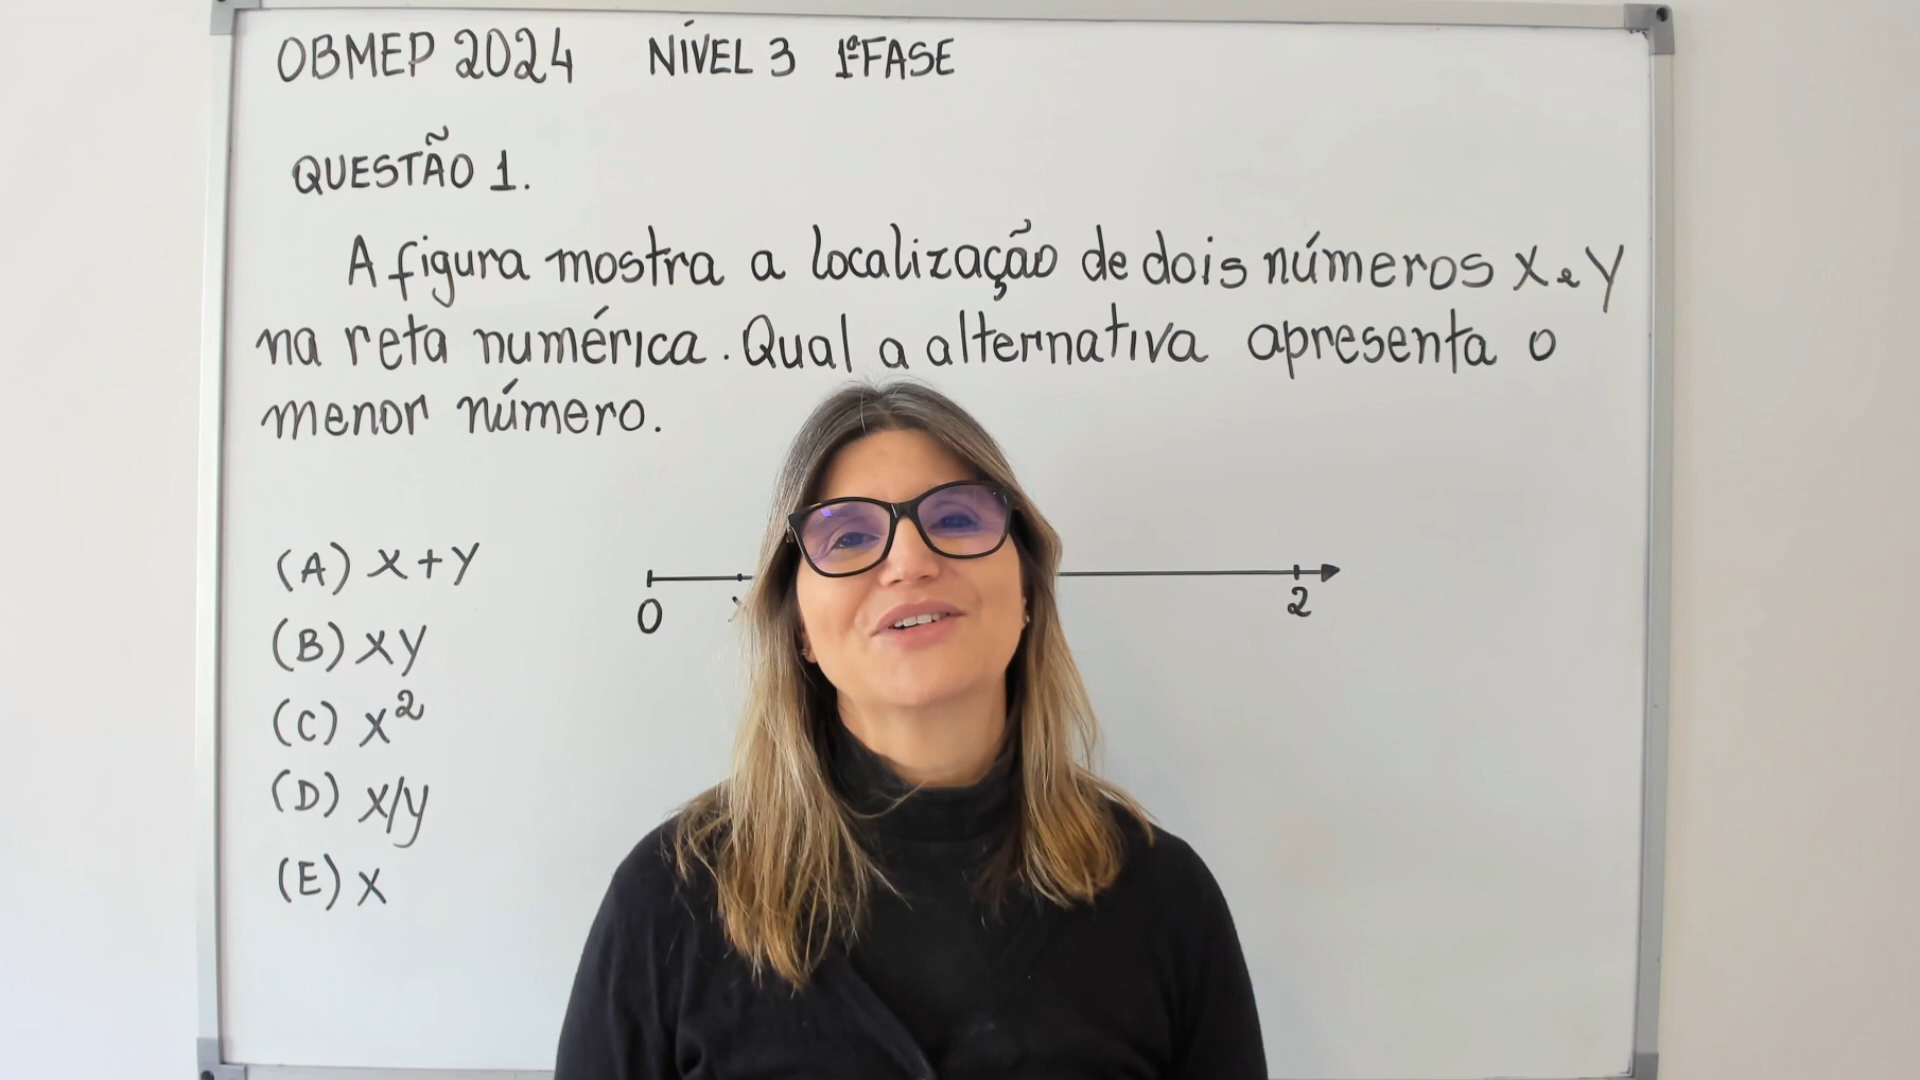 OBMEP 2024 NÍVEL 3 1ªFASE
QUESTÃO 1.
A figura mostra a localização de dois números X e Y
na reta numérica. Qual a alternativa apresenta o
menor número.
(A) X+Y
(B) XY
(C) X²
(D) X/Y
(E) X
0 2